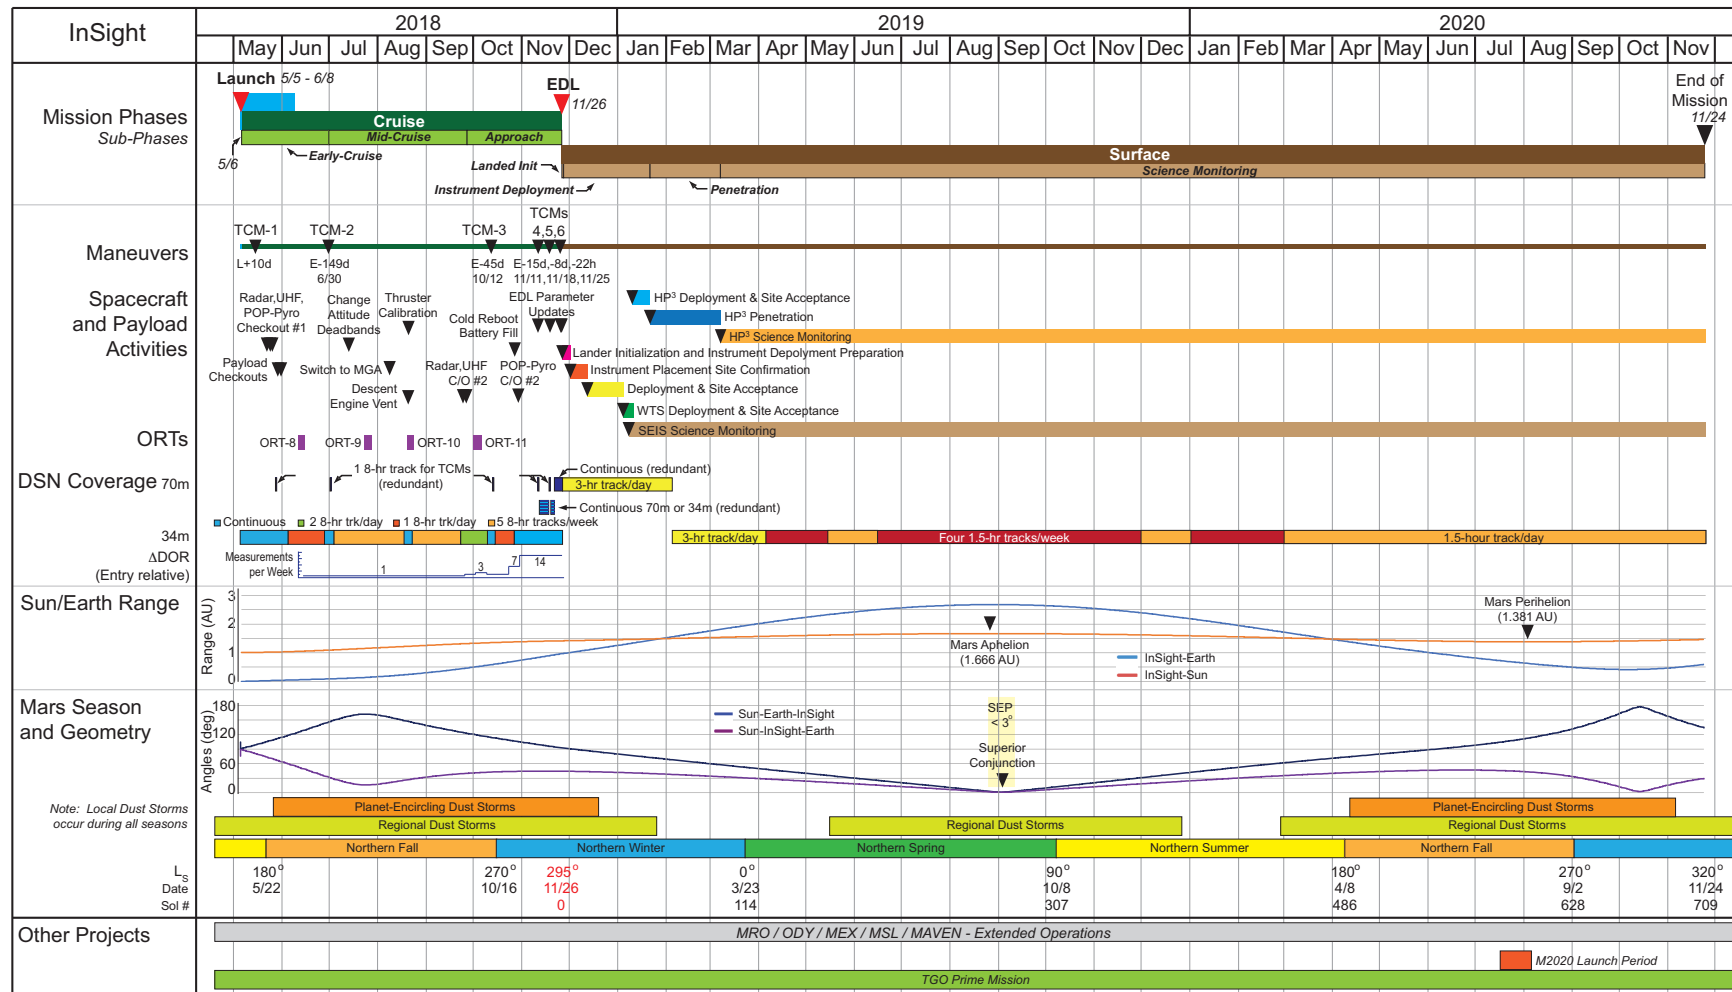 InSight
2018
2019
2020
May Jun Jul Aug Sep Oct Nov Dec Jan Feb Mar Apr May Jun Jul Aug Sep Oct Nov Dec Jan Feb Mar Apr May Jun Jul Aug Sep Oct Nov
Mission Phases
Sub-Phases
Launch 5/5 - 6/8
EDL
11/26
End of
Mission
11/24
Cruise
Mid-Cruise
Approach
5/6
Early-Cruise
Surface
Landed Init
Science Monitoring
Instrument Deployment
Penetration
Maneuvers
TCM-1
TCM-2
TCM-3
TCMs
4,5,6
L+10d
E-149d
6/30
E-45d
10/12
E-15d,-8d,-22h
11/11,11/18,11/25
Spacecraft
and Payload
Activities
Radar,UHF,
POP-Pyro
Checkout #1
Change
Attitude
Deadbands
Thruster
Calibration
EDL Parameter
Updates
Cold Reboot
Battery Fill
Payload
Checkouts
Switch to MGA
Descent
Engine Vent
Radar,UHF
C/O #2
POP-Pyro
C/O #2
HP³ Deployment & Site Acceptance
HP³ Penetration
HP³ Science Monitoring
Lander Initialization and Instrument Depolyment Preparation
Instrument Placement Site Confirmation
Deployment & Site Acceptance
WTS Deployment & Site Acceptance
SEIS Science Monitoring
ORTs
ORT-8
ORT-9
ORT-10
ORT-11
DSN Coverage 70m
1 8-hr track for TCMs
(redundant)
Continuous (redundant)
3-hr track/day
Continuous 70m or 34m (redundant)
Continuous
2 8-hr trk/day
1 8-hr trk/day
5 8-hr tracks/week
34m
3-hr track/day
Four 1.5-hr tracks/week
1.5-hour track/day
ΔDOR
(Entry relative)
Measurements
per Week
1
3
7
14
Sun/Earth Range
Range (AU)
3
2
1
0
Mars Aphelion
(1.666 AU)
Mars Perihelion
(1.381 AU)
InSight-Earth
InSight-Sun
Mars Season
and Geometry
Angles (deg)
180
120
60
0
Sun-Earth-InSight
Sun-InSight-Earth
SEP
< 3°
Superior
Conjunction
Note: Local Dust Storms
occur during all seasons
Planet-Encircling Dust Storms
Planet-Encircling Dust Storms
Regional Dust Storms
Regional Dust Storms
Regional Dust Storms
Northern Fall
Northern Winter
Northern Spring
Northern Summer
Northern Fall
LS 180° 270° 295° 0° 90° 180° 270° 320°
Date 5/22 10/16 11/26 3/23 10/8 4/8 9/2 11/24
Sol # 0 114 307 486 628 709
Other Projects
MRO / ODY / MEX / MSL / MAVEN - Extended Operations
M2020 Launch Period
TGO Prime Mission